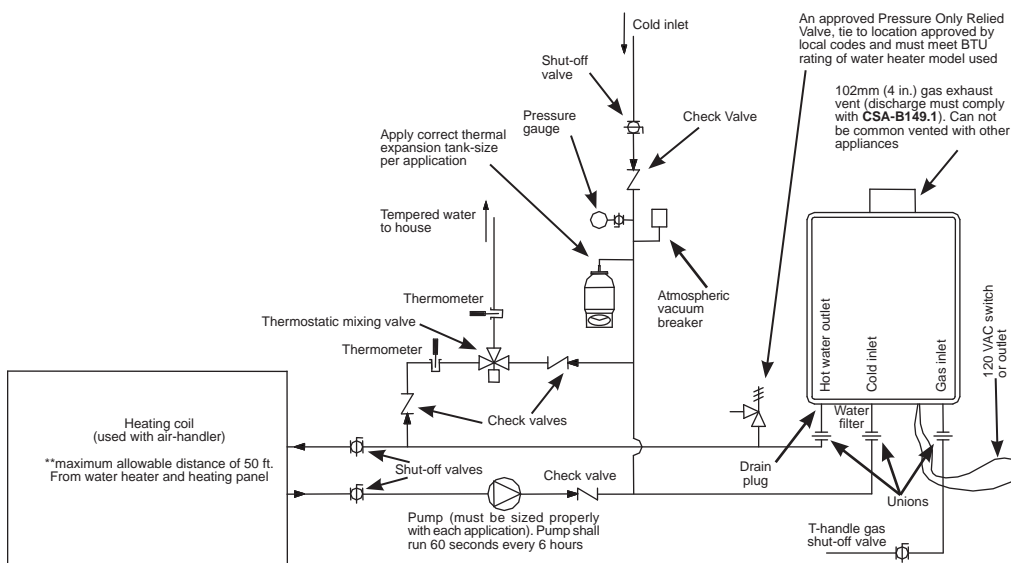 Cold inlet
An approved Pressure Only Relied
Valve, tie to location approved by
local codes and must meet BTU
rating of water heater model used
Shut-off
valve
102mm (4 in.) gas exhaust
vent (discharge must comply
with CSA-B149.1). Can not
be common vented with other
appliances
Pressure
gauge
Check Valve
Apply correct thermal
expansion tank-size
per application
Tempered water
to house
Atmospheric
vacuum
breaker
Thermometer
Thermostatic mixing valve
Thermometer
Hot water outlet
Cold inlet
Gas inlet
120 VAC switch
or outlet
Check valves
Water
filter
Heating coil
(used with air-handler)
**maximum allowable distance of 50 ft.
From water heater and heating panel
Shut-off valves
Check valve
Drain
plug
Unions
Pump (must be sized properly
with each application). Pump shall
run 60 seconds every 6 hours
T-handle gas
shut-off valve